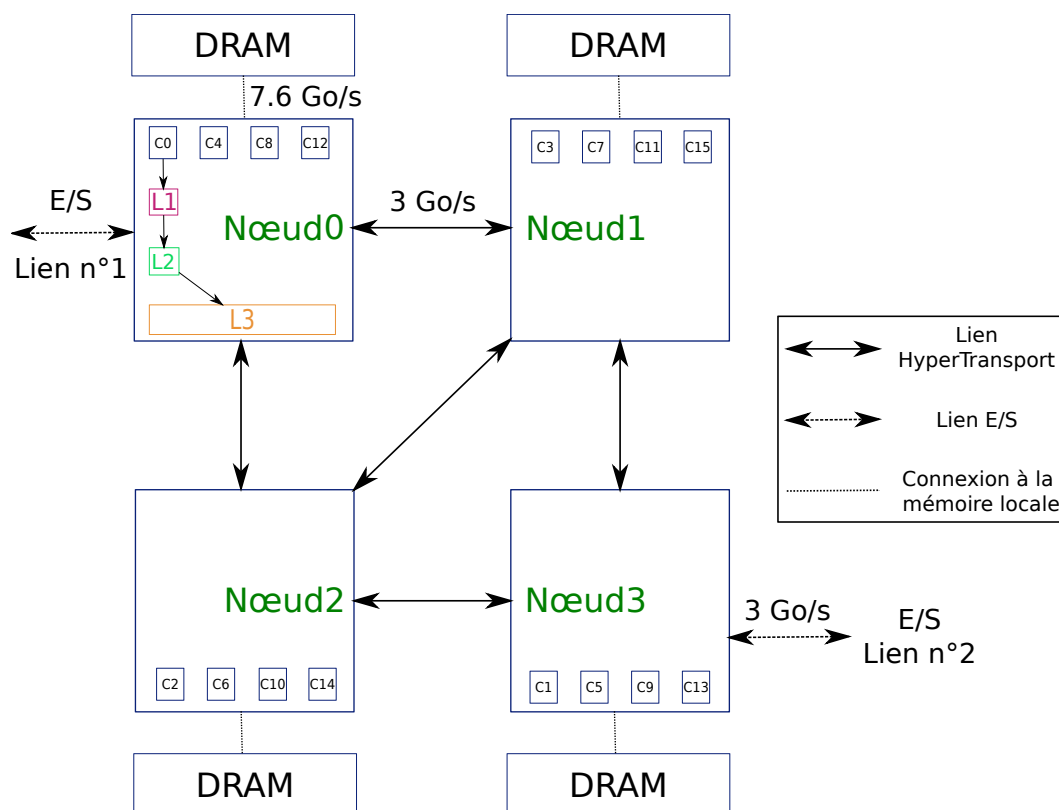 DRAM
DRAM
7.6 Go/s
C0 C4 C8 C12
C3 C7 C11 C15
E/S
Lien n°1
L1
L2
L3
Nœud0
3 Go/s
Nœud1
Lien
HyperTransport
Lien E/S
Connexion à la
mémoire locale
Nœud2
Nœud3
3 Go/s
E/S
Lien n°2
C2 C6 C10 C14
C1 C5 C9 C13
DRAM
DRAM